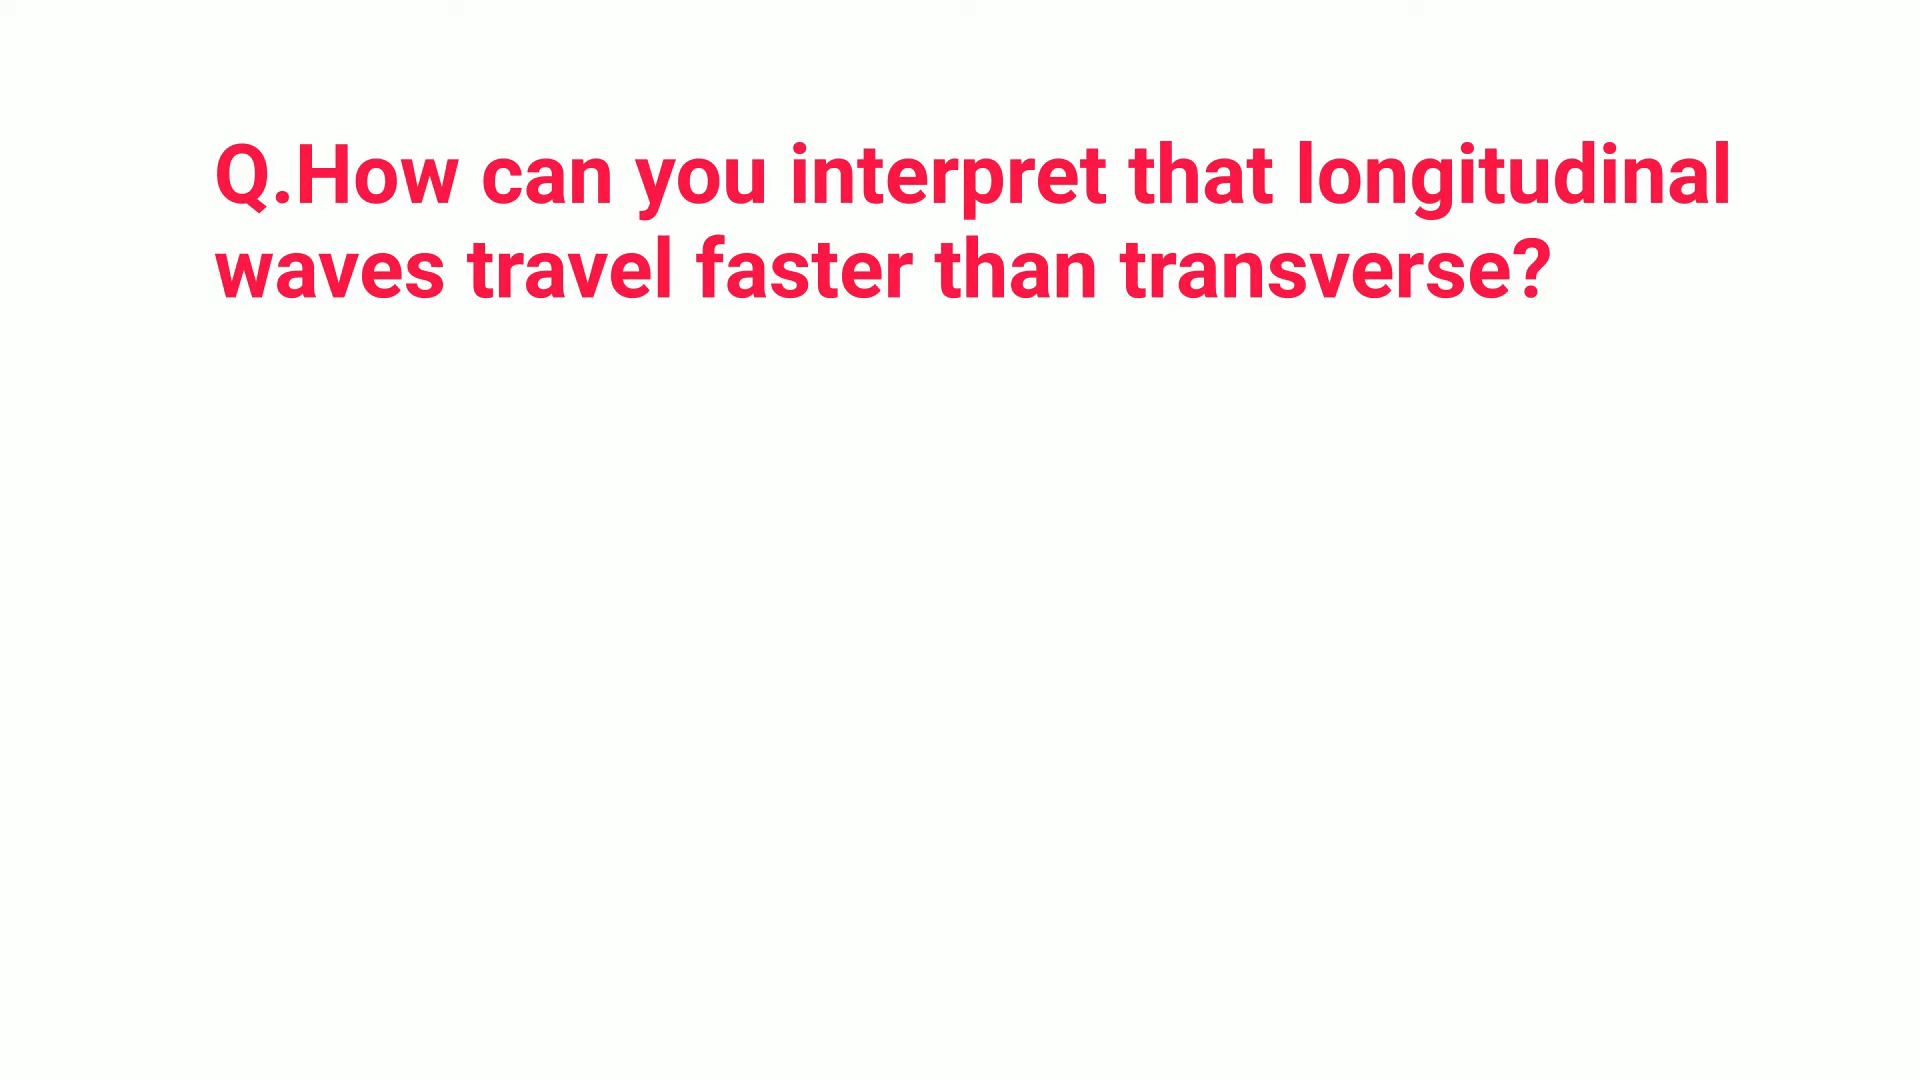 Q.How can you interpret that longitudinal
waves travel faster than transverse?